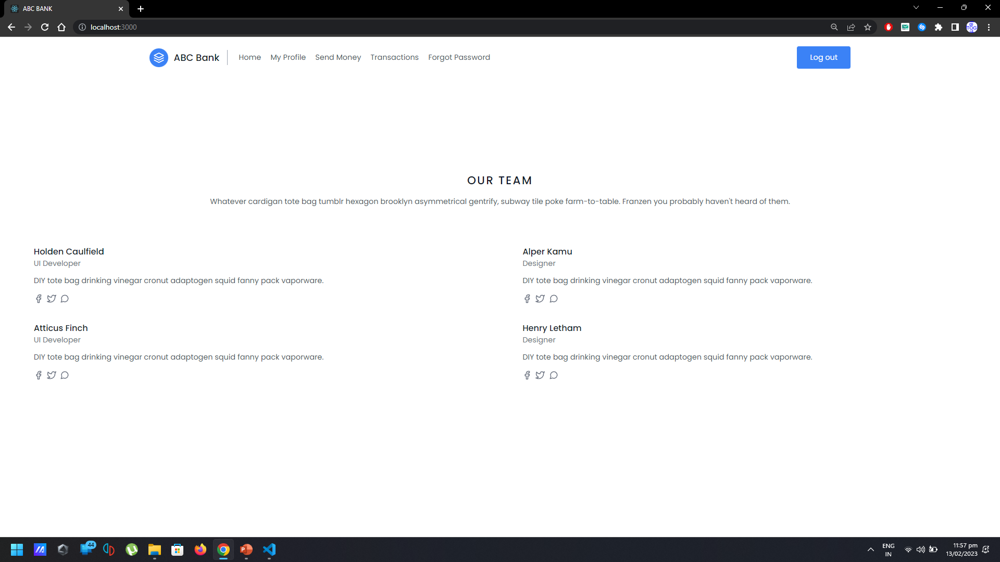 ABC BANK
localhost:3000
TOG
ABC Bank
Home My Profile Send Money Transactions Forgot Password
Log out
OUR TEAM
Whatever cardigan tote bag tumblr hexagon brooklyn asymmetrical gentrify, subway tile poke farm-to-table. Franzen you probably haven't heard of them.
Holden Caulfield
UI Developer
DIY tote bag drinking vinegar cronut adaptogen squid fanny pack vaporware.
Alper Kamu
Designer
DIY tote bag drinking vinegar cronut adaptogen squid fanny pack vaporware.
Atticus Finch
UI Developer
DIY tote bag drinking vinegar cronut adaptogen squid fanny pack vaporware.
Henry Letham
Designer
DIY tote bag drinking vinegar cronut adaptogen squid fanny pack vaporware.
44
ENG
IN
11:57 pm
13/02/2023